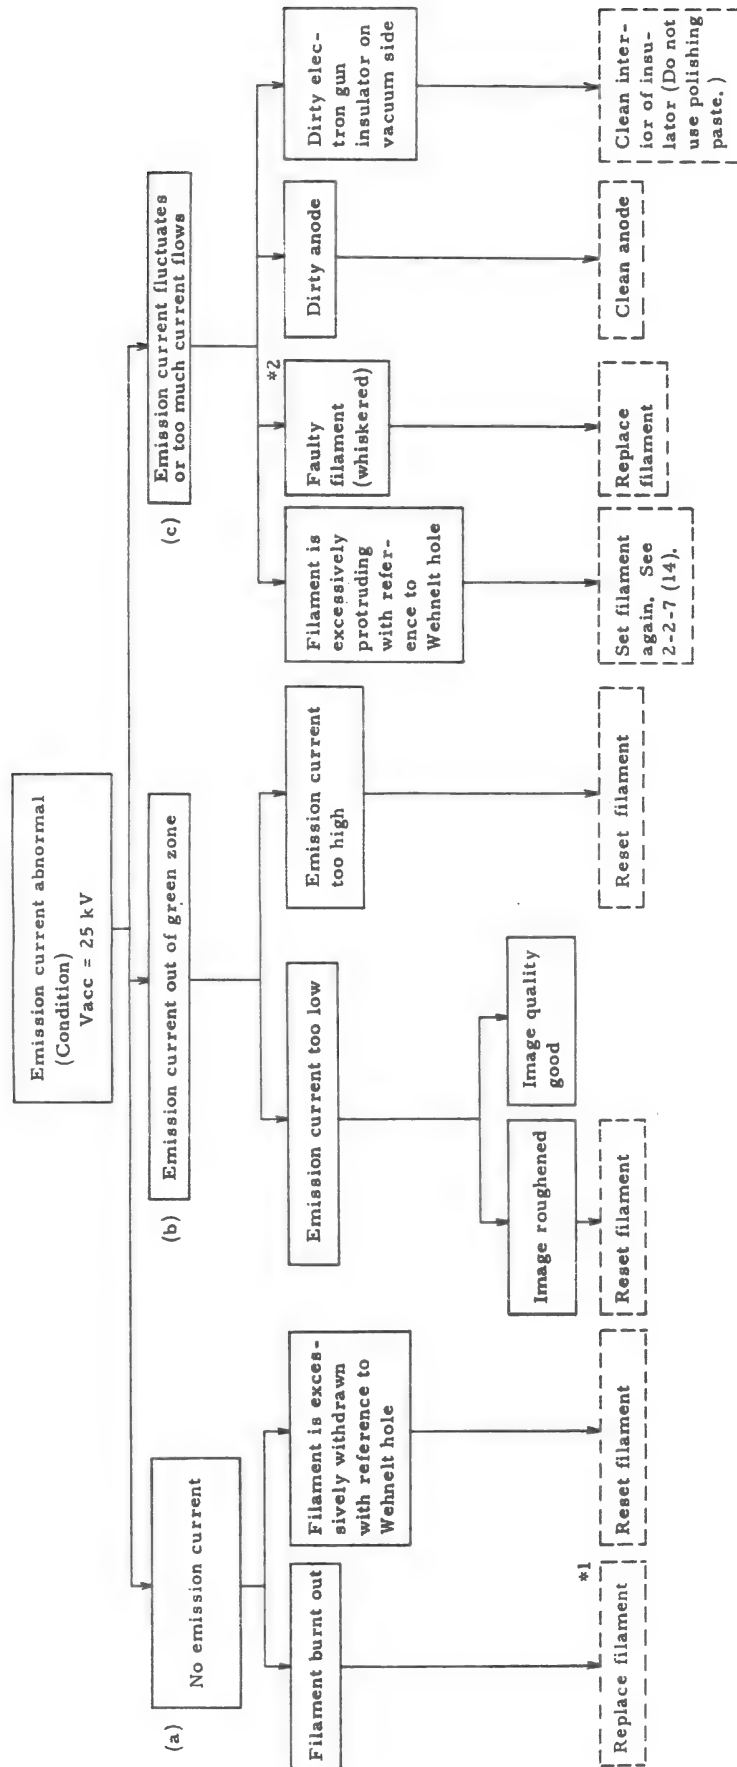 Emission current abnormal
(Condition)
Vacc = 25 kV
(a)
No emission current
(b)
Emission current out of green zone
(c)
Emission current fluctuates
or too much current flows
Filament burnt out
Filament is exces-
sively withdrawn
with reference to
Wehnelt hole
Emission current too low
Emission current
too high
Filament is
excessively
protruding
with refer-
ence to
Wehnelt hole
*2
Faulty
filament
(whiskered)
Dirty anode
Dirty elec-
tron gun
insulator on
vacuum side
Image roughened
Image quality
good
*1
Replace filament
Reset filament
Reset filament
Reset filament
Set filament
again. See
2-2-7 (14).
Replace
filament
Clean anode
Clean inter-
ior of insu-
lator (Do not
use polishing
paste.)